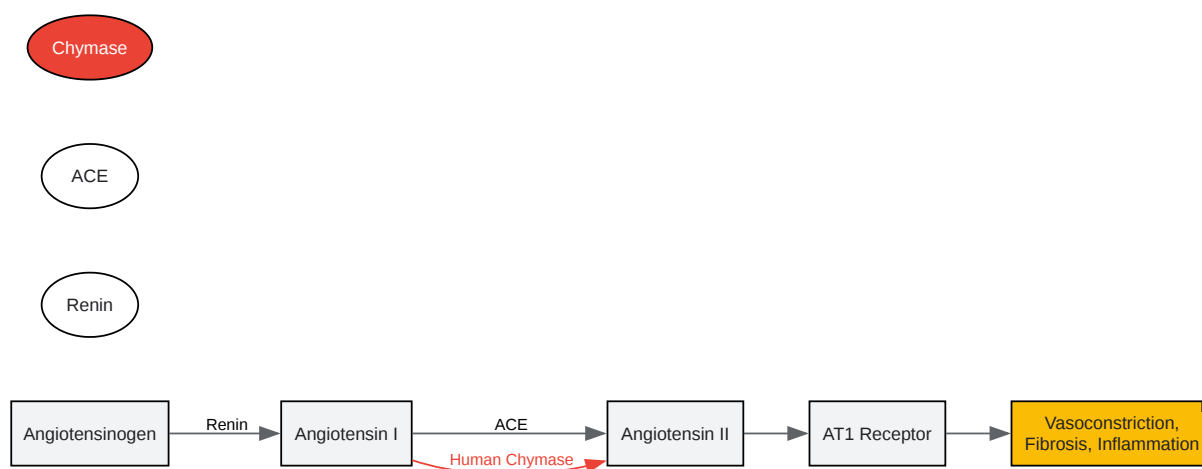 Chymase
ACE
Renin
Angiotensinogen
Renin
Angiotensin I
ACE
Human Chymase
Angiotensin II
AT1 Receptor
Vasoconstriction,
Fibrosis, Inflammation